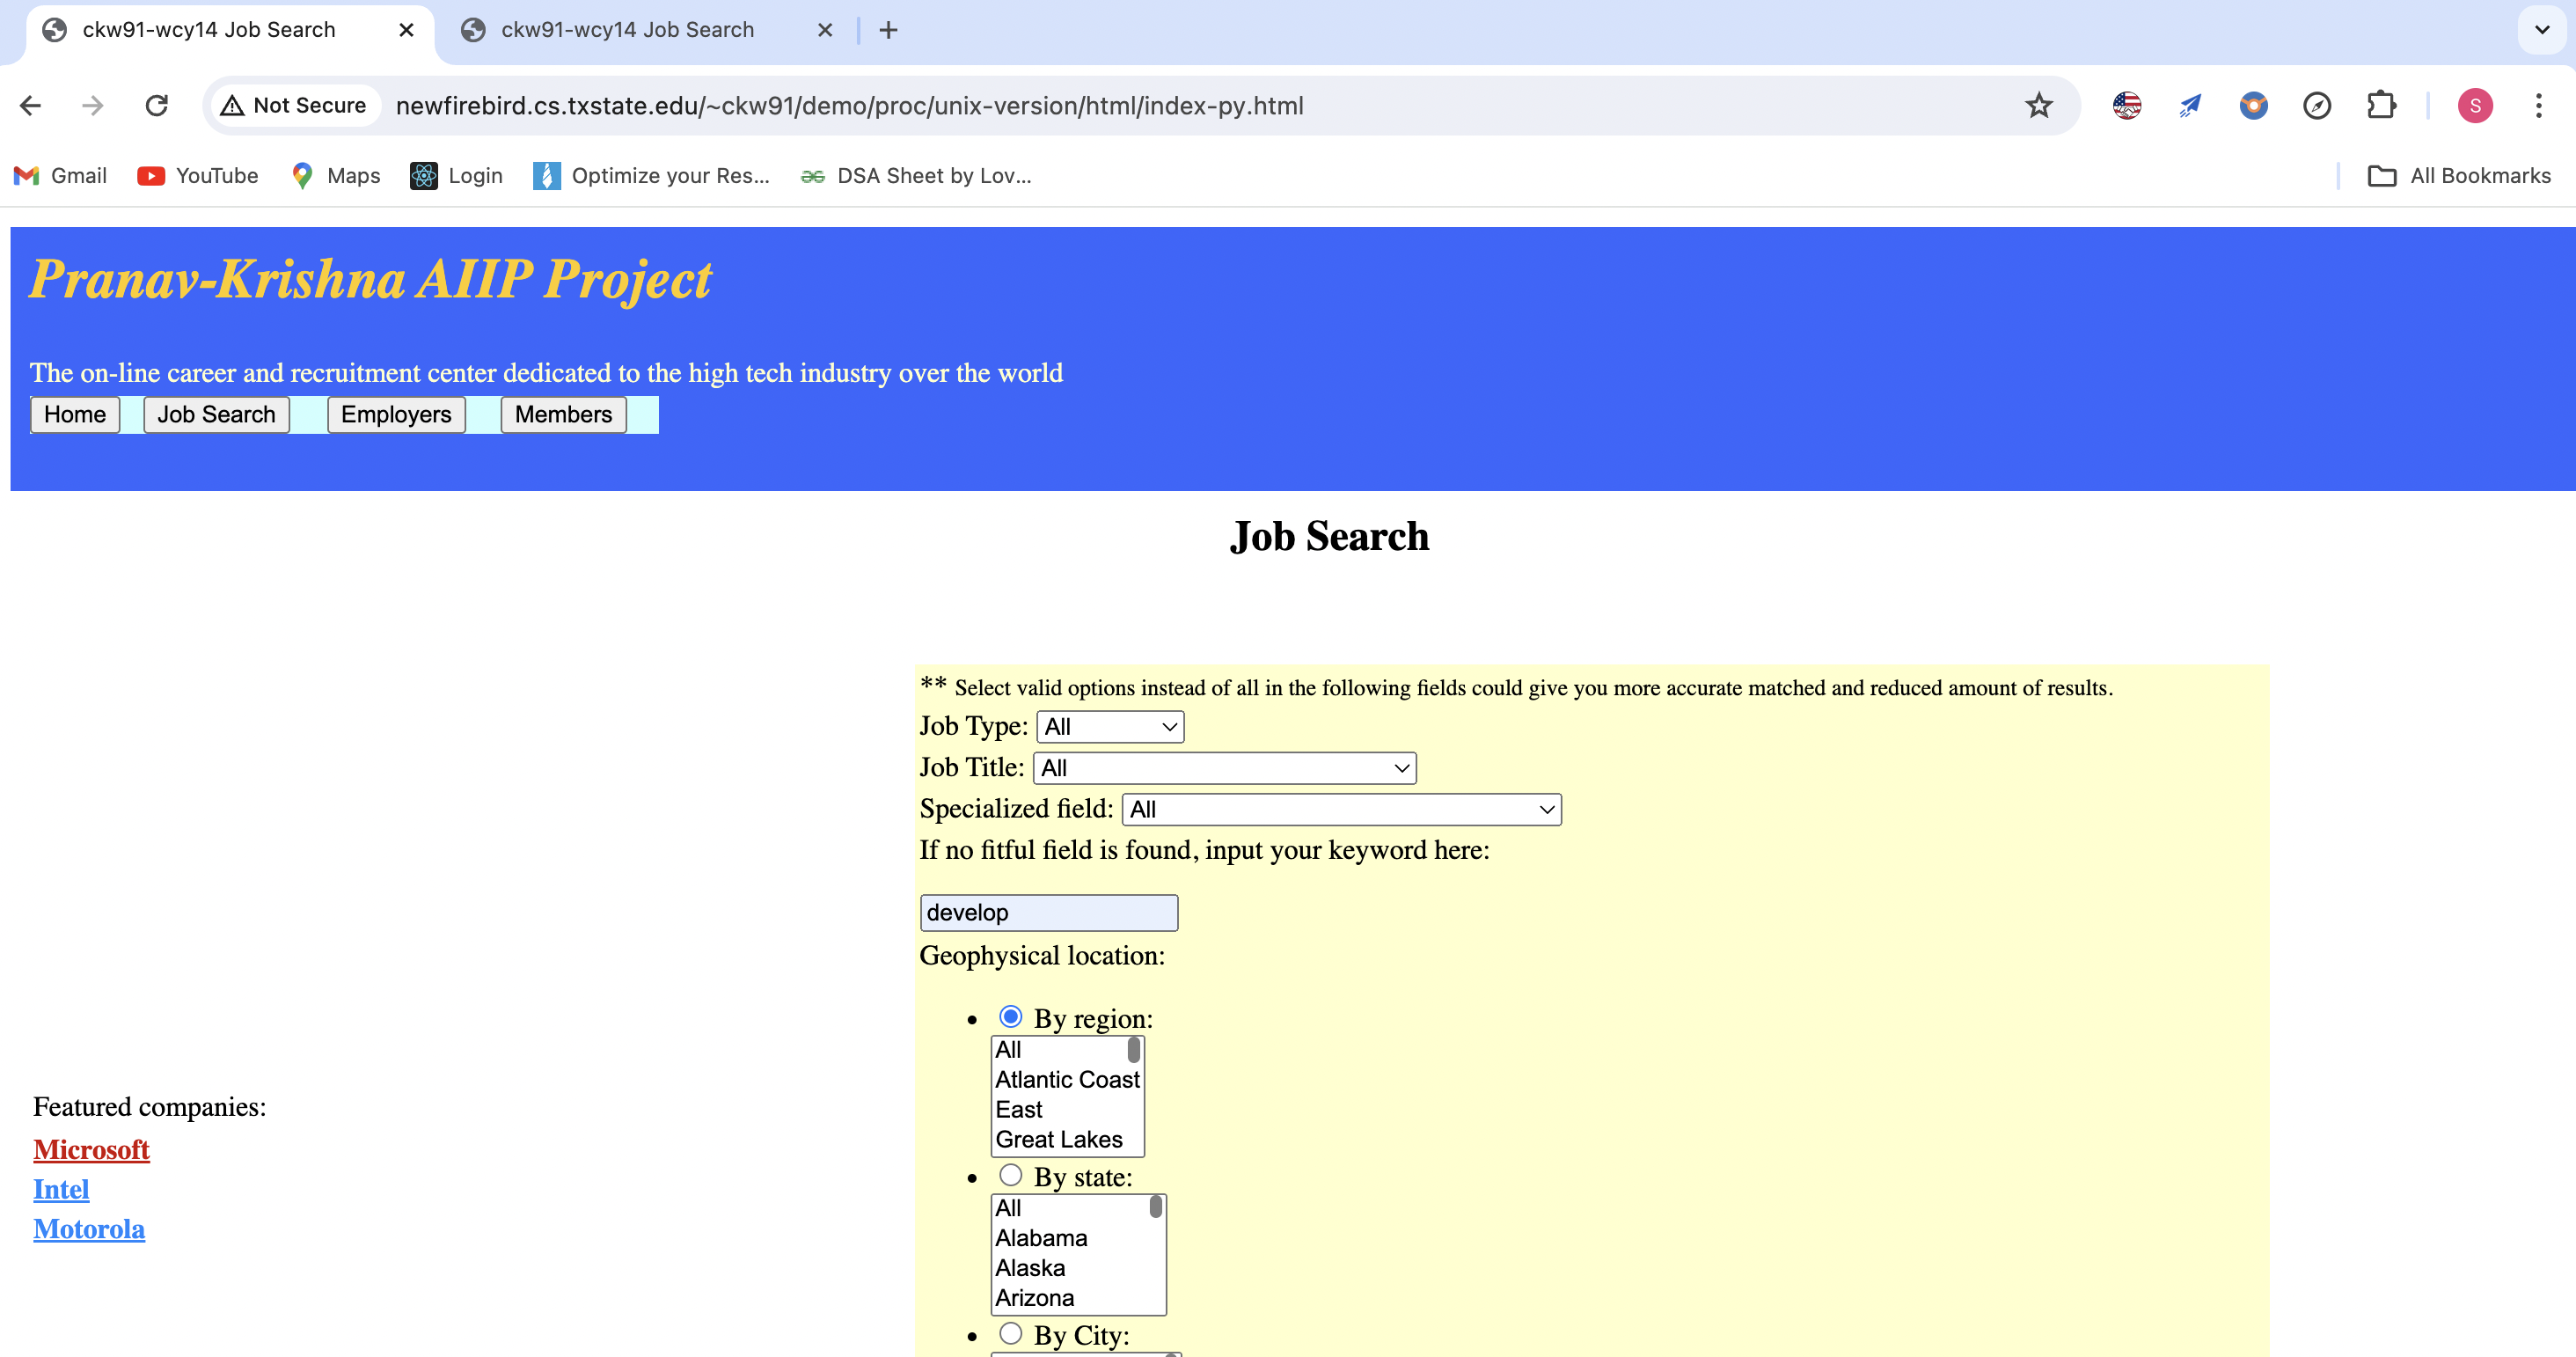 ckw91-wcy14 Job Search
ckw91-wcy14 Job Search
Not Secure newfirebird.cs.txstate.edu/~ckw91/demo/proc/unix-version/html/index-py.html S
Gmail YouTube Maps Login Optimize your Res... DSA Sheet by Lov... All Bookmarks
Pranav-Krishna AIIP Project
The on-line career and recruitment center dedicated to the high tech industry over the world
Home Job Search Employers Members
Job Search
** Select valid options instead of all in the following fields could give you more accurate matched and reduced amount of results.
Job Type: All
Job Title: All
Specialized field: All
If no fitful field is found, input your keyword here:
develop
Geophysical location:
By region:
All
Atlantic Coast
East
Great Lakes
By state:
All
Alabama
Alaska
Arizona
By City:
Featured companies:
Microsoft
Intel
Motorola